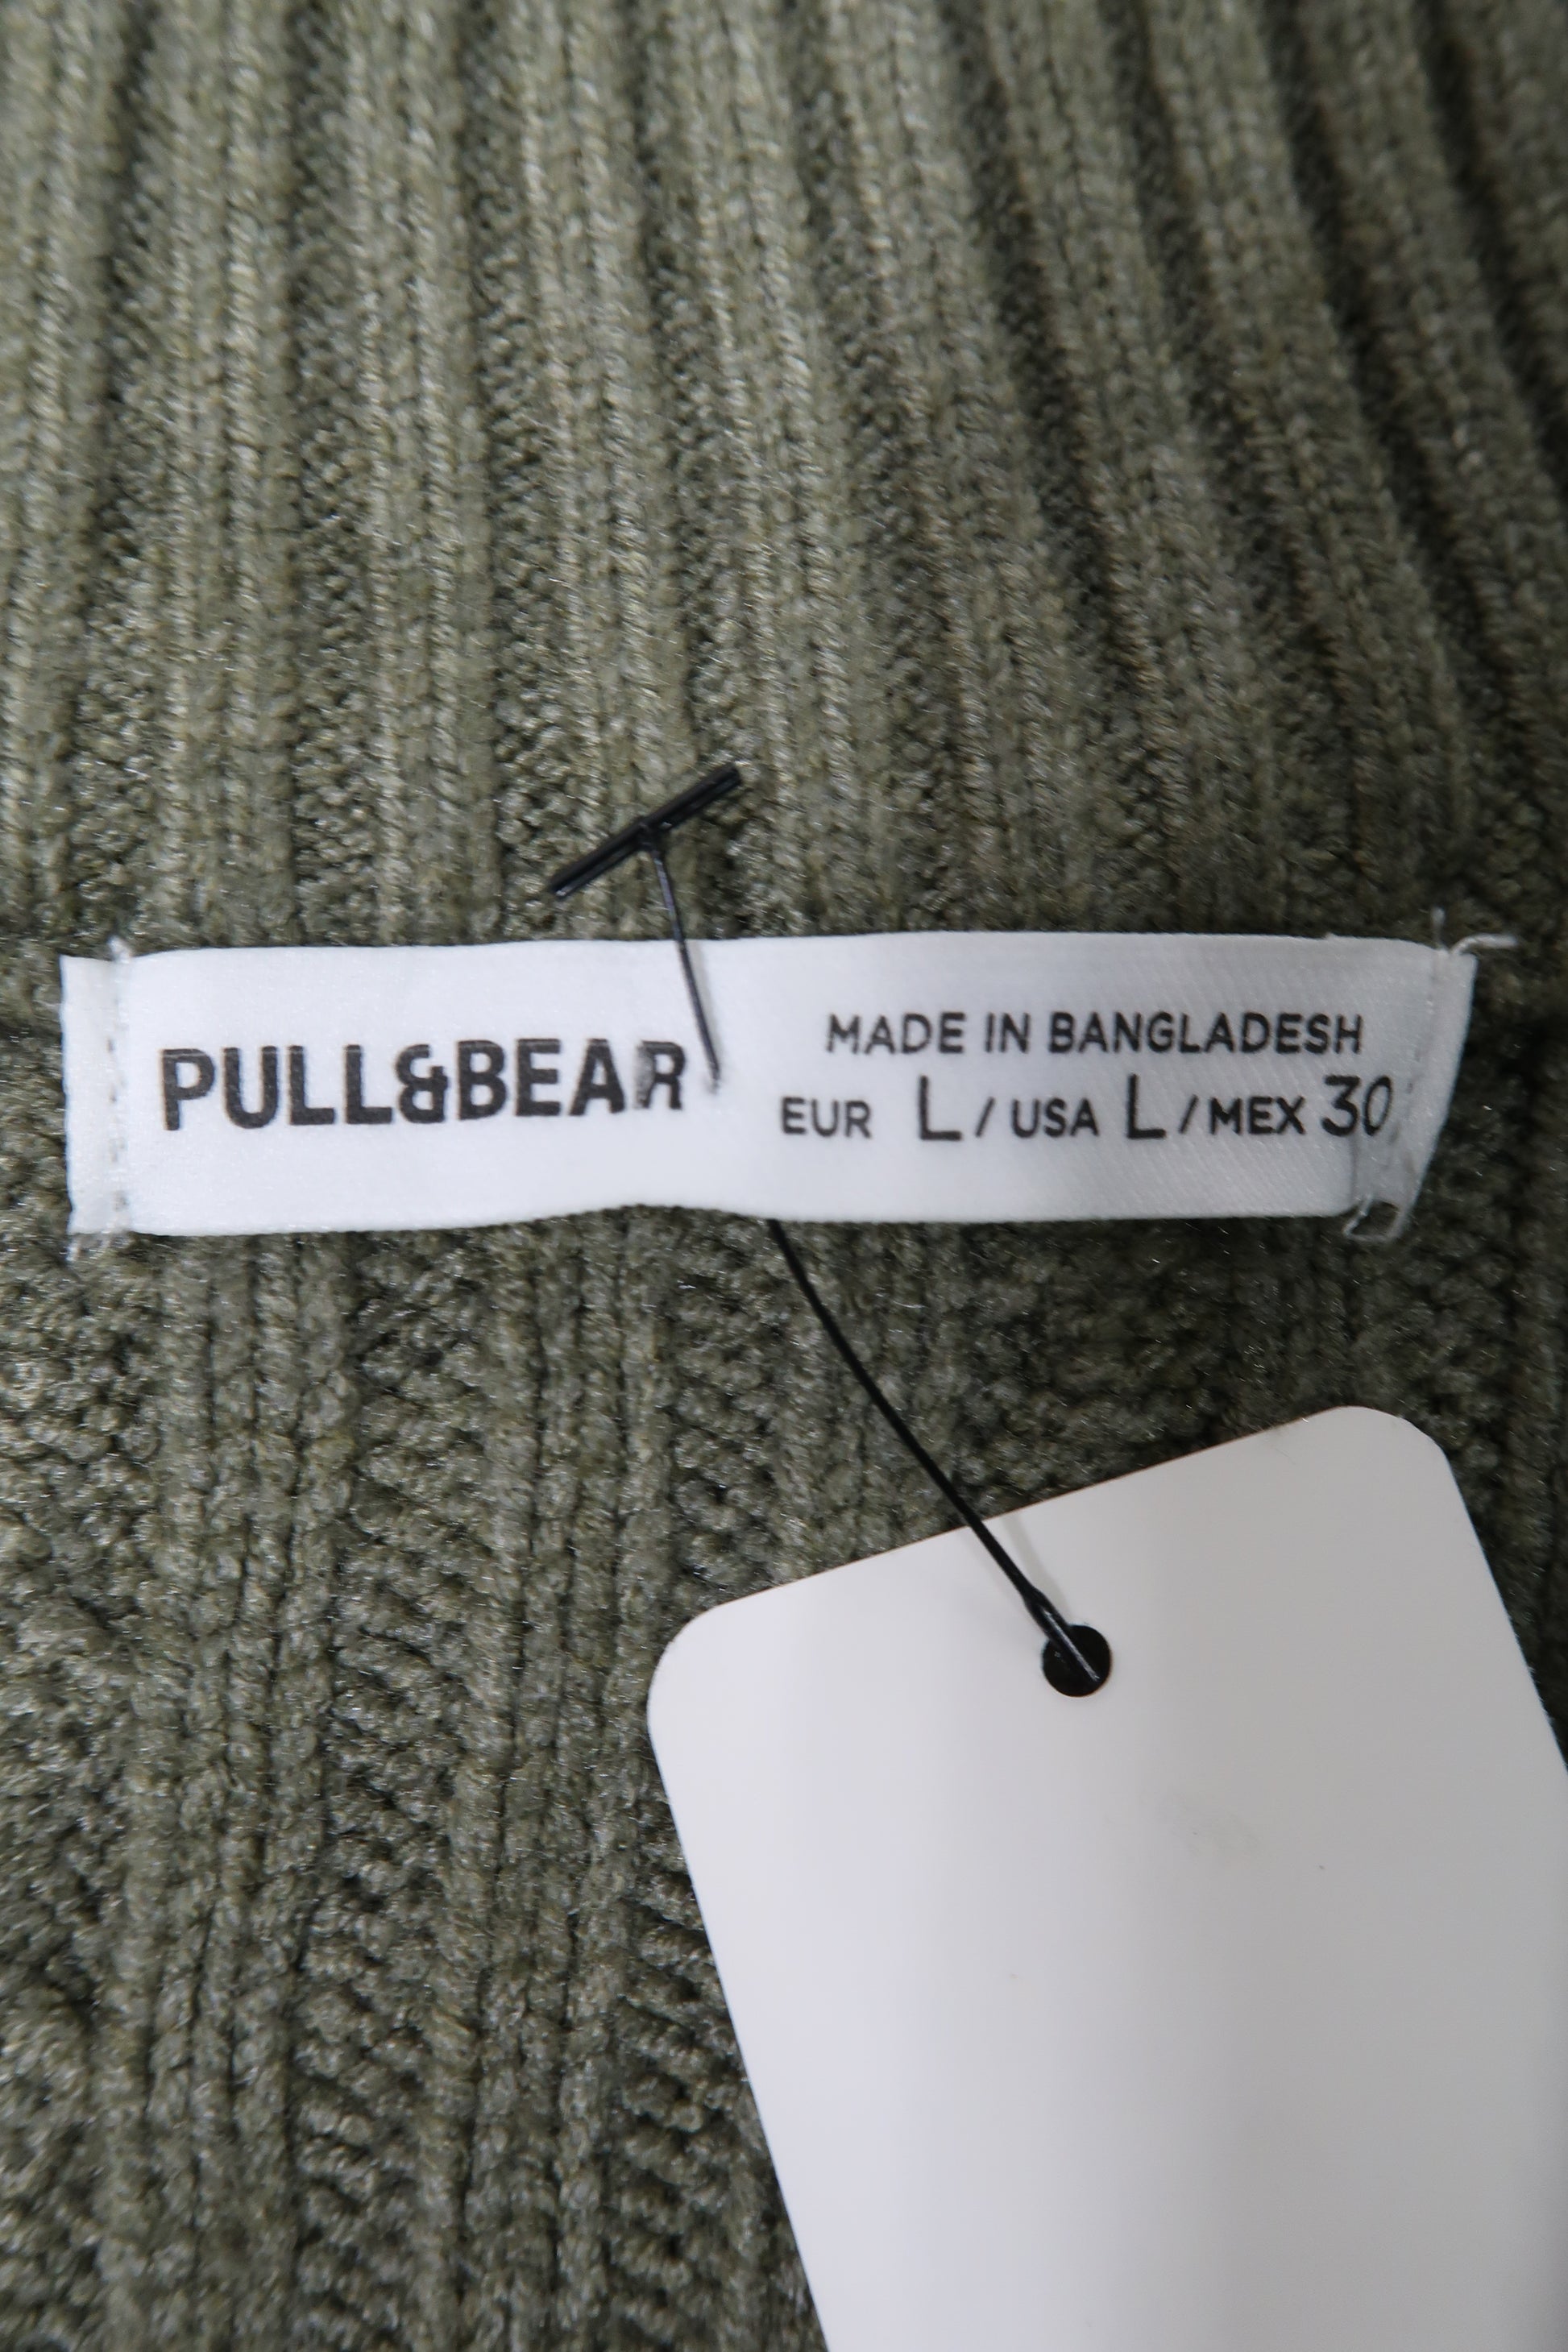 PULL&BEAR
MADE IN BANGLADESH
EUR L / USA L / MEX 30